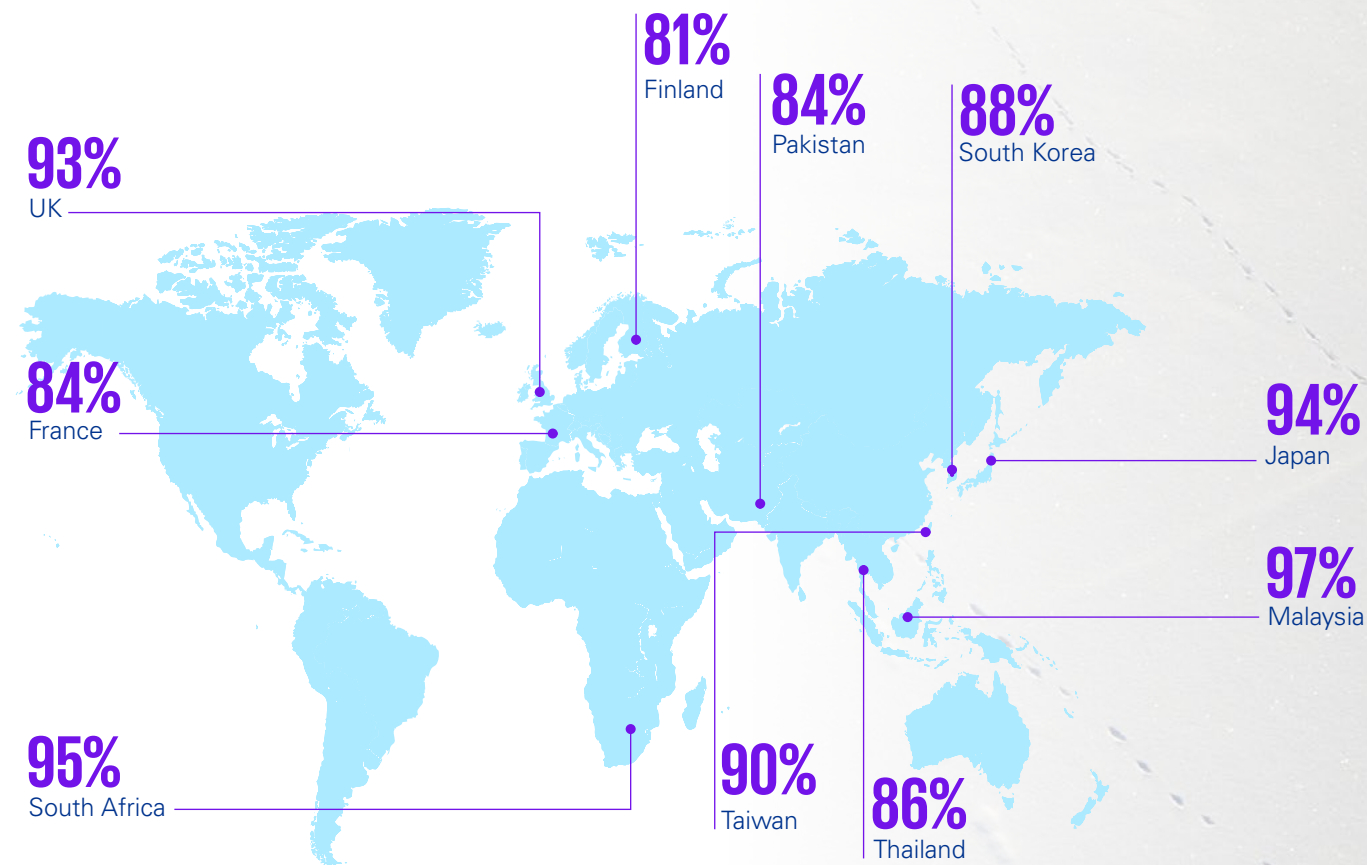 81%
Finland
84%
Pakistan
88%
South Korea
93%
UK
84%
France
94%
Japan
97%
Malaysia
95%
South Africa
90%
Taiwan
86%
Thailand